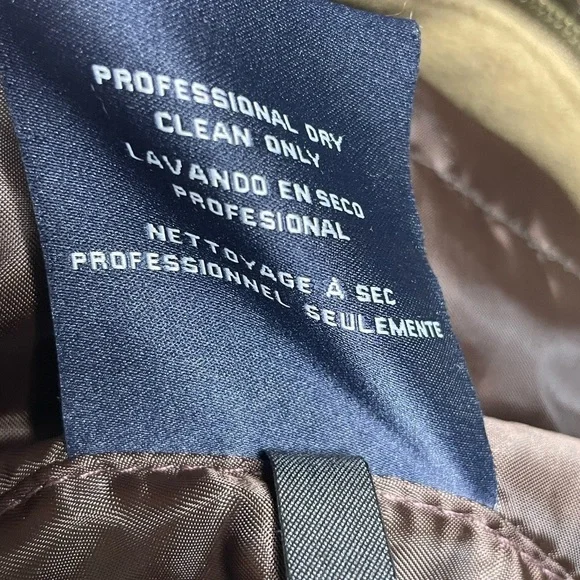 PROFESSIONAL DRY
CLEAN ONLY
LAVANDO EN SECO
PROFESIONAL
NETTOYAGE À SEC
PROFESSIONNEL SEULEMENTE